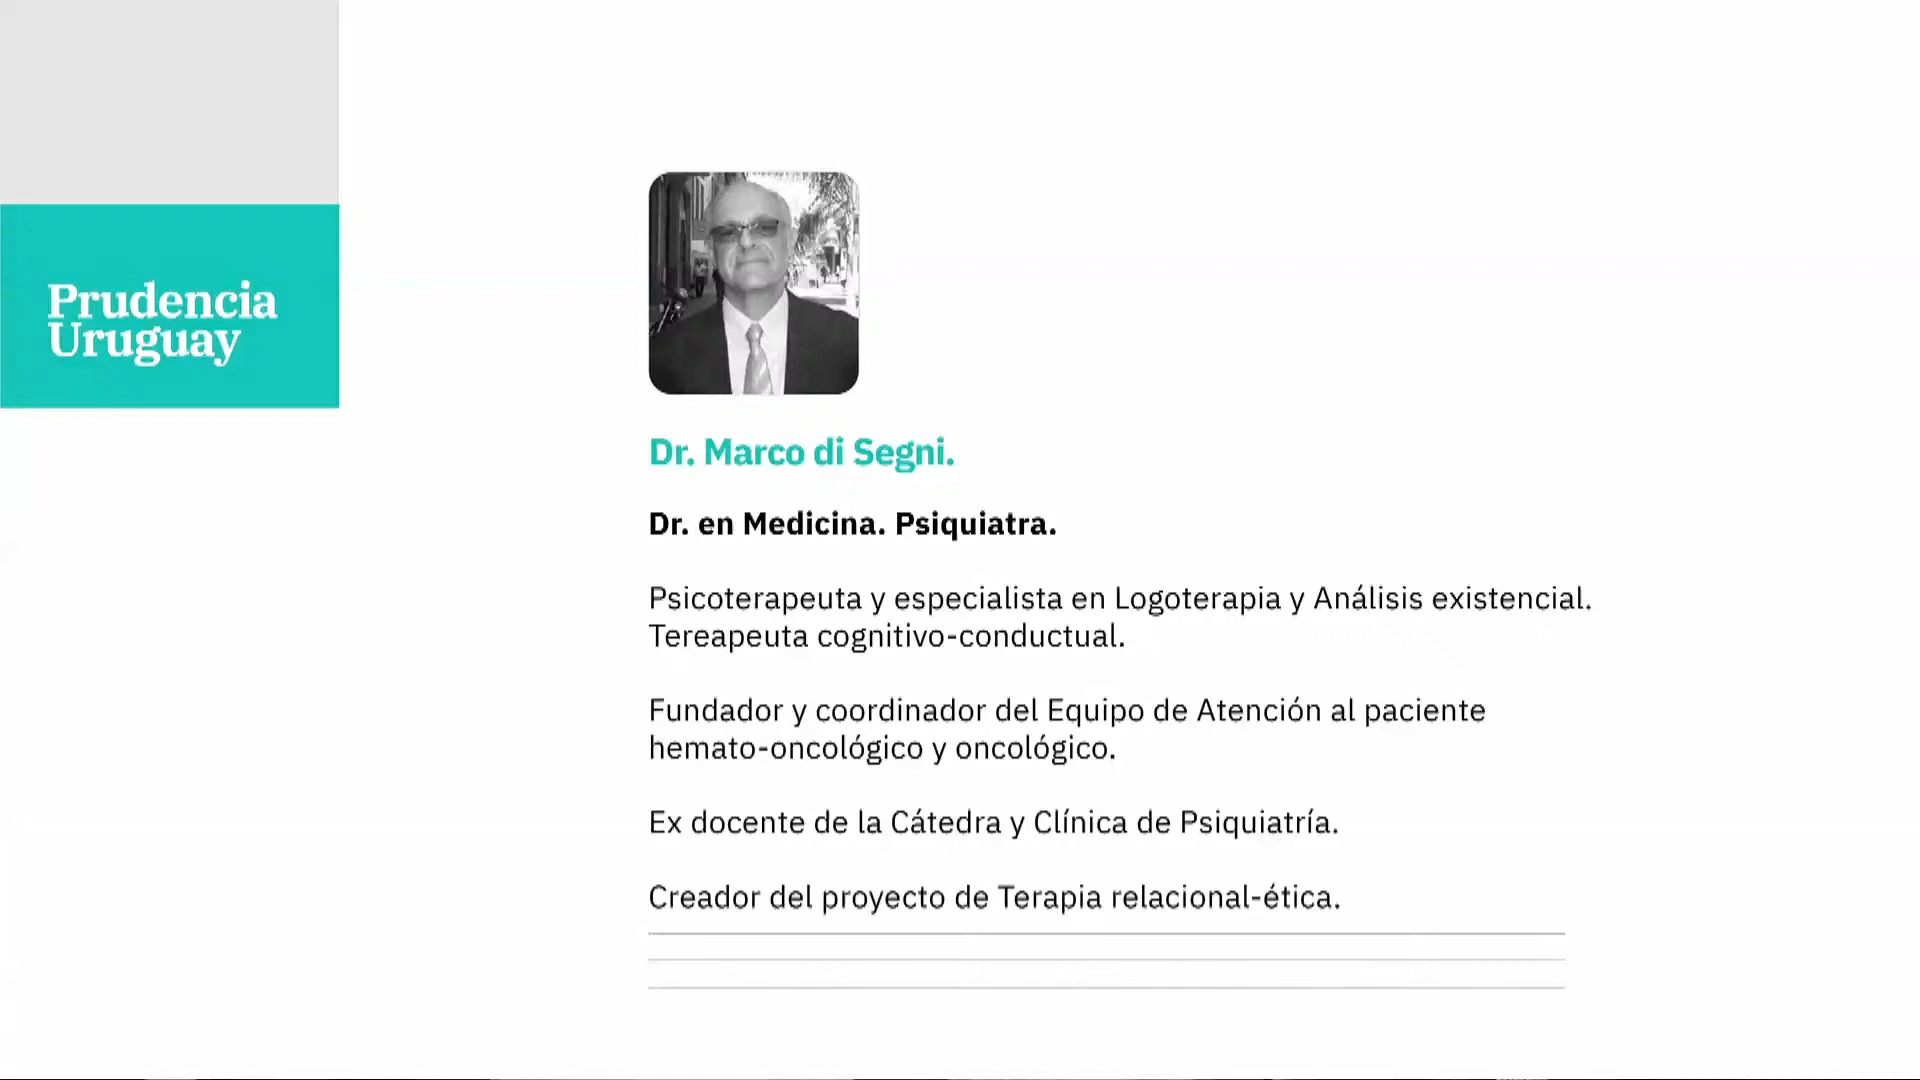 Prudencia
Uruguay
Dr. Marco di Segni.
Dr. en Medicina. Psiquiatra.
Psicoterapeuta y especialista en Logoterapia y Análisis existencial.
Tereapeuta cognitivo-conductual.
Fundador y coordinador del Equipo de Atención al paciente
hemato-oncológico y oncológico.
Ex docente de la Cátedra y Clínica de Psiquiatría.
Creador del proyecto de Terapia relacional-ética.